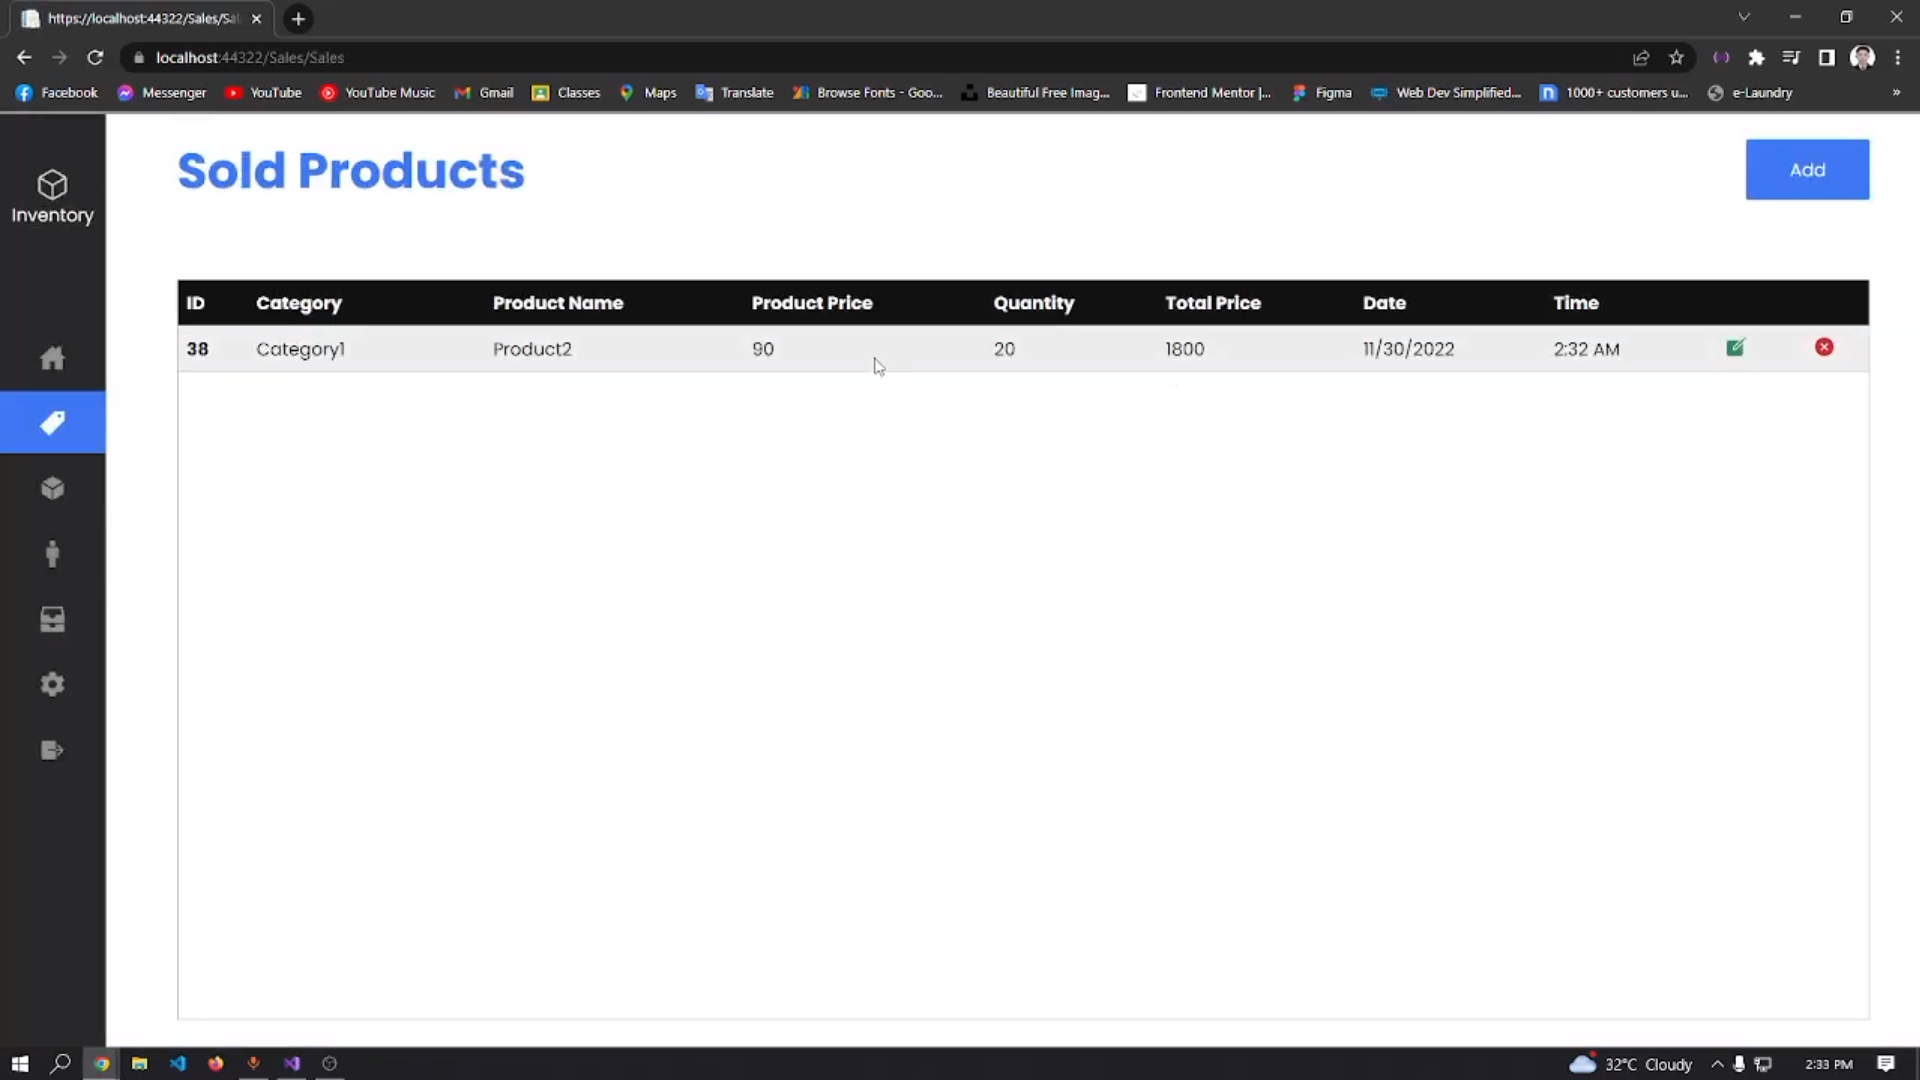 https://localhost:44322/Sales/Sa
localhost:44322/Sales/Sales
Facebook Messenger YouTube YouTube Music Gmail Classes Maps Translate Browse Fonts - Goo... Beautiful Free Imag... Frontend Mentor |... Figma Web Dev Simplified... 1000+ customers u... e-Laundry »
Inventory
Sold Products
Add
ID Category Product Name Product Price Quantity Total Price Date Time
38 Category1 Product2 90 20 1800 11/30/2022 2:32 AM
32°C Cloudy 2:33 PM